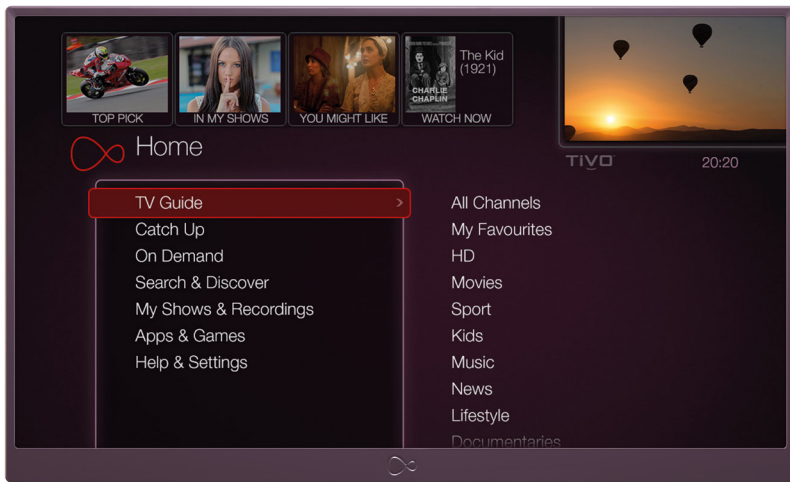 TOP PICK
IN MY SHOWS
YOU MIGHT LIKE
CHARLIE
CHAPLIN
The Kid
(1921)
WATCH NOW
Home
TiVo
20:20
TV Guide
Catch Up
On Demand
Search & Discover
My Shows & Recordings
Apps & Games
Help & Settings
All Channels
My Favourites
HD
Movies
Sport
Kids
Music
News
Lifestyle
Documentaries